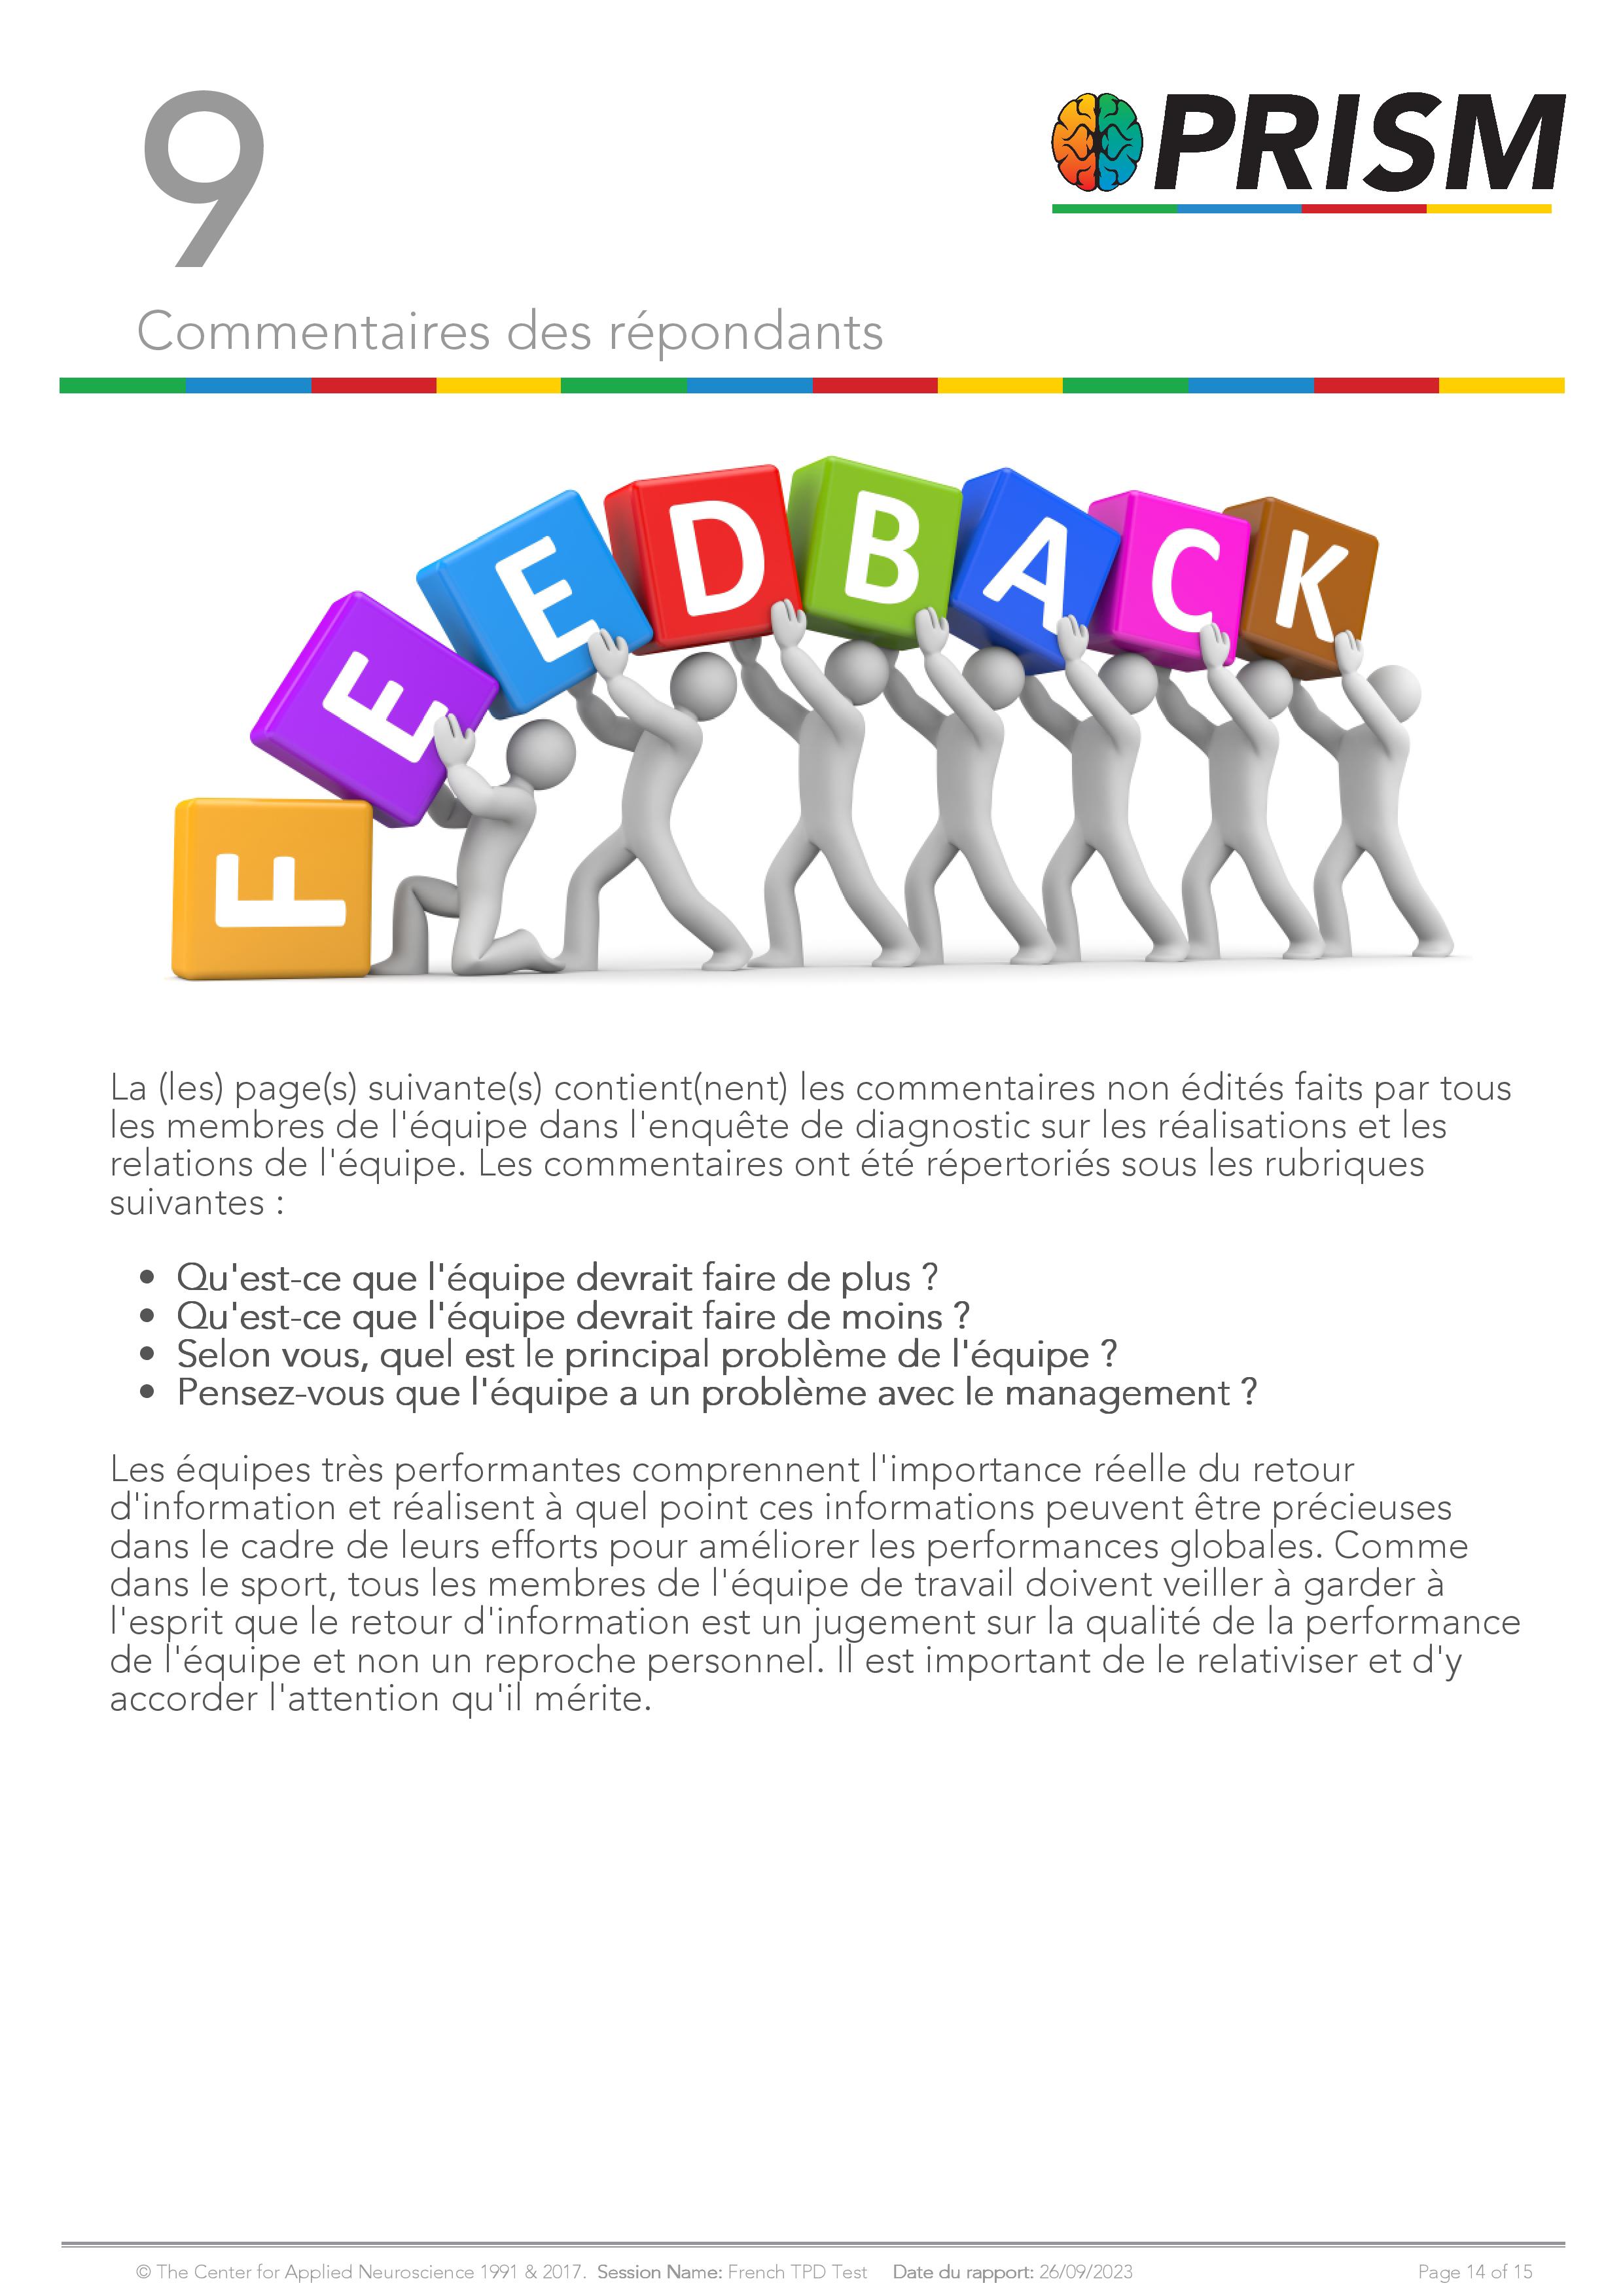 9
PRISM
Commentaires des répondants
FEEDBACK
La (les) page(s) suivante(s) contient(nent) les commentaires non édités faits par tous
les membres de l'équipe dans l'enquête de diagnostic sur les réalisations et les
relations de l'équipe. Les commentaires ont été répertoriés sous les rubriques
suivantes :
• Qu'est-ce que l'équipe devrait faire de plus ?
• Qu'est-ce que l'équipe devrait faire de moins ?
• Selon vous, quel est le principal problème de l'équipe ?
• Pensez-vous que l'équipe a un problème avec le management ?
Les équipes très performantes comprennent l'importance réelle du retour
d'information et réalisent à quel point ces informations peuvent être précieuses
dans le cadre de leurs efforts pour améliorer les performances globales. Comme
dans le sport, tous les membres de l'équipe de travail doivent veiller à garder à
l'esprit que le retour d'information est un jugement sur la qualité de la performance
de l'équipe et non un reproche personnel. Il est important de le relativiser et d'y
accorder l'attention qu'il mérite.
© The Center for Applied Neuroscience 1991 & 2017. Session Name: French TPD Test Date du rapport: 26/09/2023 Page 14 of 15